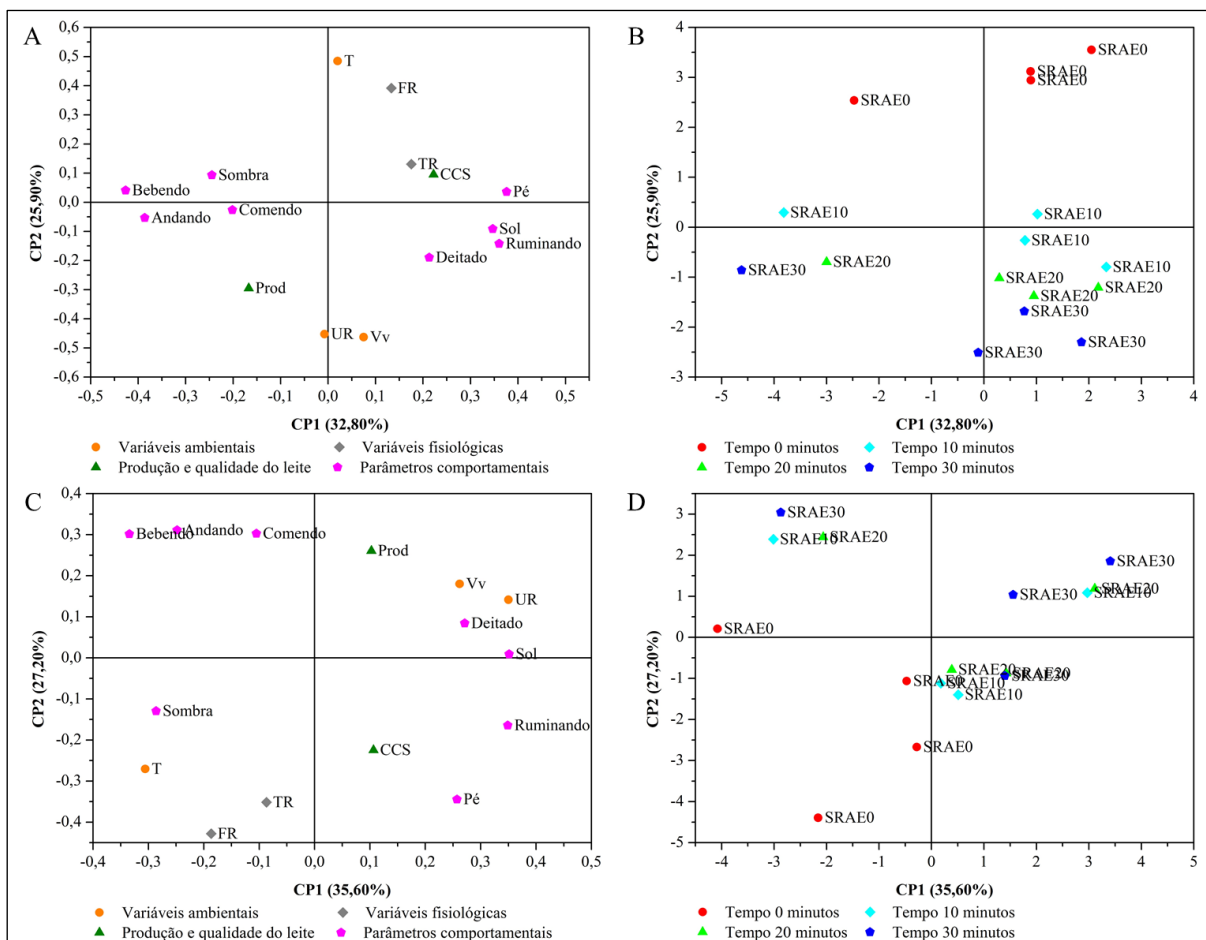 A
0,6
0,5
0,4
0,3
0,2
0,1
0,0
-0,1
-0,2
-0,3
-0,4
-0,5
-0,6
CP2 (25,90%)
T
FR
TR
CCS
Sombra
Bebendo
Pé
Andando
Comendo
Sol
Ruminando
Deitado
Prod
UR
Vv
-0,5 -0,4 -0,3 -0,2 -0,1 0,0 0,1 0,2 0,3 0,4 0,5
CP1 (32,80%)
Variáveis ambientais
Variáveis fisiológicas
Produção e qualidade do leite
Parâmetros comportamentais
B
4
3
2
1
0
-1
-2
-3
CP2 (25,90%)
SRAE0
SRAE0
SRAE0
SRAE0
SRAE10
SRAE10
SRAE10
SRAE20
SRAE10
SRAE30
SRAE20
SRAE20
SRAE20
SRAE30
SRAE30
SRAE30
-5 -4 -3 -2 -1 0 1 2 3 4
CP1 (32,80%)
Tempo 0 minutos
Tempo 10 minutos
Tempo 20 minutos
Tempo 30 minutos
C
0,4
0,3
0,2
0,1
0,0
-0,1
-0,2
-0,3
-0,4
CP2 (27,20%)
Andando
Bebendo
Comendo
Prod
Vv
UR
Deitado
Sol
Sombra
Ruminando
CCS
T
Pé
TR
FR
-0,4 -0,3 -0,2 -0,1 0,0 0,1 0,2 0,3 0,4 0,5
CP1 (35,60%)
Variáveis ambientais
Variáveis fisiológicas
Produção e qualidade do leite
Parâmetros comportamentais
D
3
2
1
0
-1
-2
-3
-4
-5
CP2 (27,20%)
SRAE30
SRAE20
SRAE10
SRAE30
SRAE20
SRAE10
SRAE30
SRAE0
SRAE20
SRAE20
SRAE30
SRAE0
SRAE10
SRAE10
SRAE0
SRAE0
-4 -3 -2 -1 0 1 2 3 4 5
CP1 (35,60%)
Tempo 0 minutos
Tempo 10 minutos
Tempo 20 minutos
Tempo 30 minutos